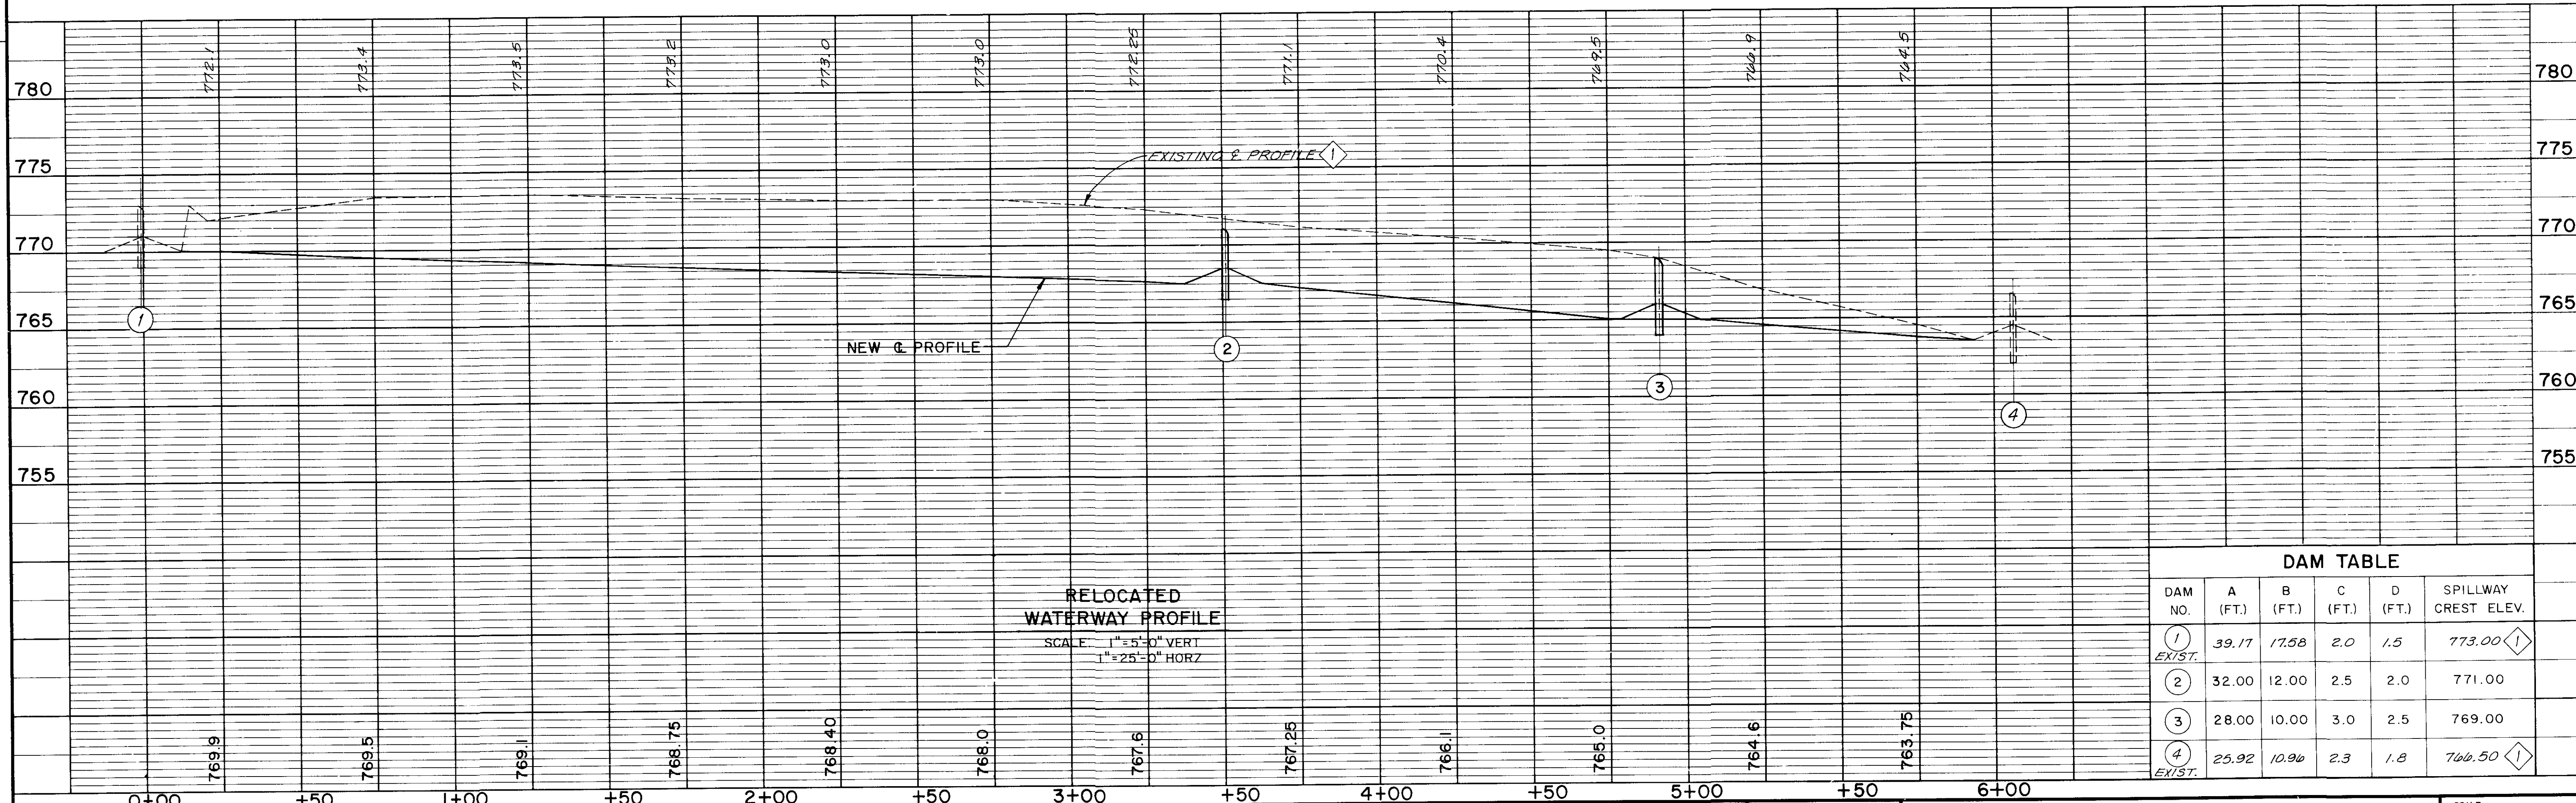 772.1 773.4 773.5 773.2 773.0 773.0 772.25 771.1 770.4 769.5 766.9 764.5
780 780
775 775
EXISTING ℄ PROFILE 1
770 770
765 765
1
NEW ℄ PROFILE
2
3
760 760
4
755 755
RELOCATED
WATERWAY PROFILE
SCALE: 1"=5'-0" VERT
1"=25'-0" HORZ
DAM TABLE
DAM NO. A (FT.) B (FT.) C (FT.) D (FT.) SPILLWAY CREST ELEV.
1 EXIST. 39.17 17.58 2.0 1.5 773.00 1
2 32.00 12.00 2.5 2.0 771.00
3 28.00 10.00 3.0 2.5 769.00
4 EXIST. 25.92 10.96 2.3 1.8 766.50 1
769.9 769.5 769.1 768.75 768.40 768.0 767.6 767.25 766.1 765.0 764.6 763.75
0+00 +50 1+00 +50 2+00 +50 3+00 +50 4+00 +50 5+00 +50 6+00